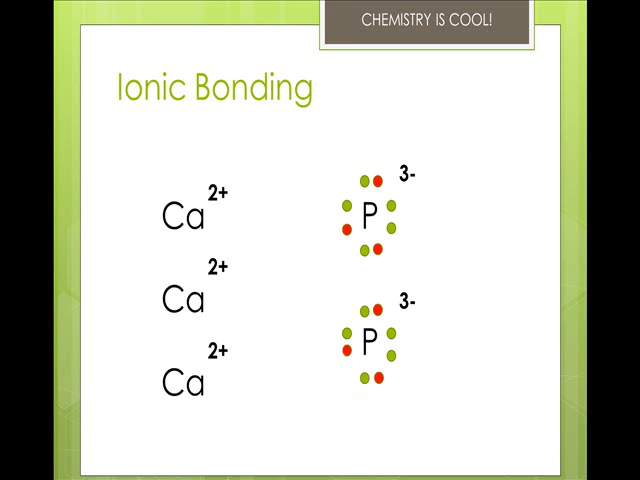 CHEMISTRY IS COOL!
Ionic Bonding
Ca 2+
P 3-
Ca 2+
P 3-
Ca 2+